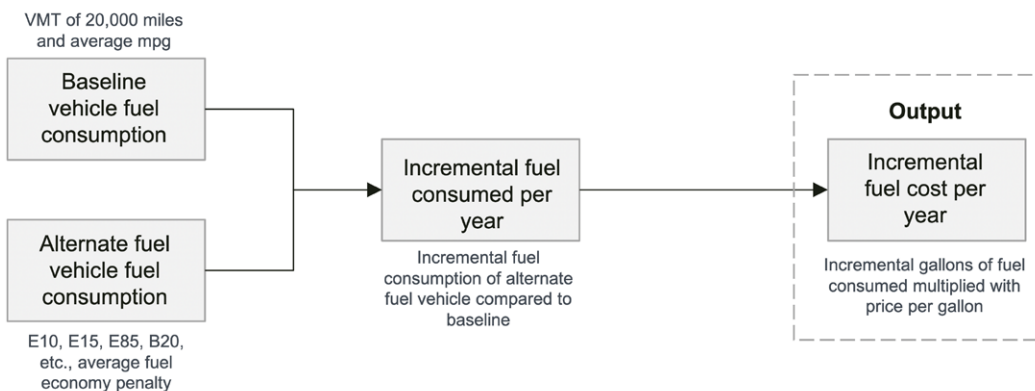 VMT of 20,000 miles
and average mpg
Baseline
vehicle fuel
consumption
Alternate fuel
vehicle fuel
consumption
E10, E15, E85, B20,
etc., average fuel
economy penalty
Incremental fuel
consumed per
year
Incremental fuel
consumption of alternate
fuel vehicle compared to
baseline
Output
Incremental
fuel cost per
year
Incremental gallons of fuel
consumed multiplied with
price per gallon